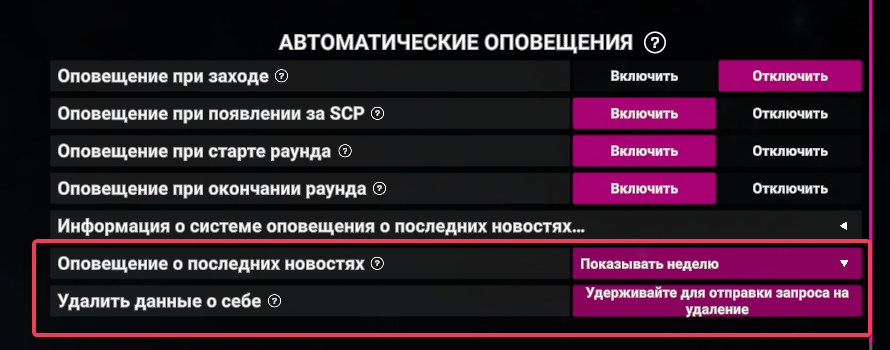 АВТОМАТИЧЕСКИЕ ОПОВЕЩЕНИЯ ?
Оповещение при заходе ? Включить Отключить
Оповещение при появлении за SCP ? Включить Отключить
Оповещение при старте раунда ? Включить Отключить
Оповещение при окончании раунда ? Включить Отключить
Информация о системе оповещения о последних новостях...
Оповещение о последних новостях ? Показывать неделю
Удалить данные о себе ? Удерживайте для отправки запроса на
удаление